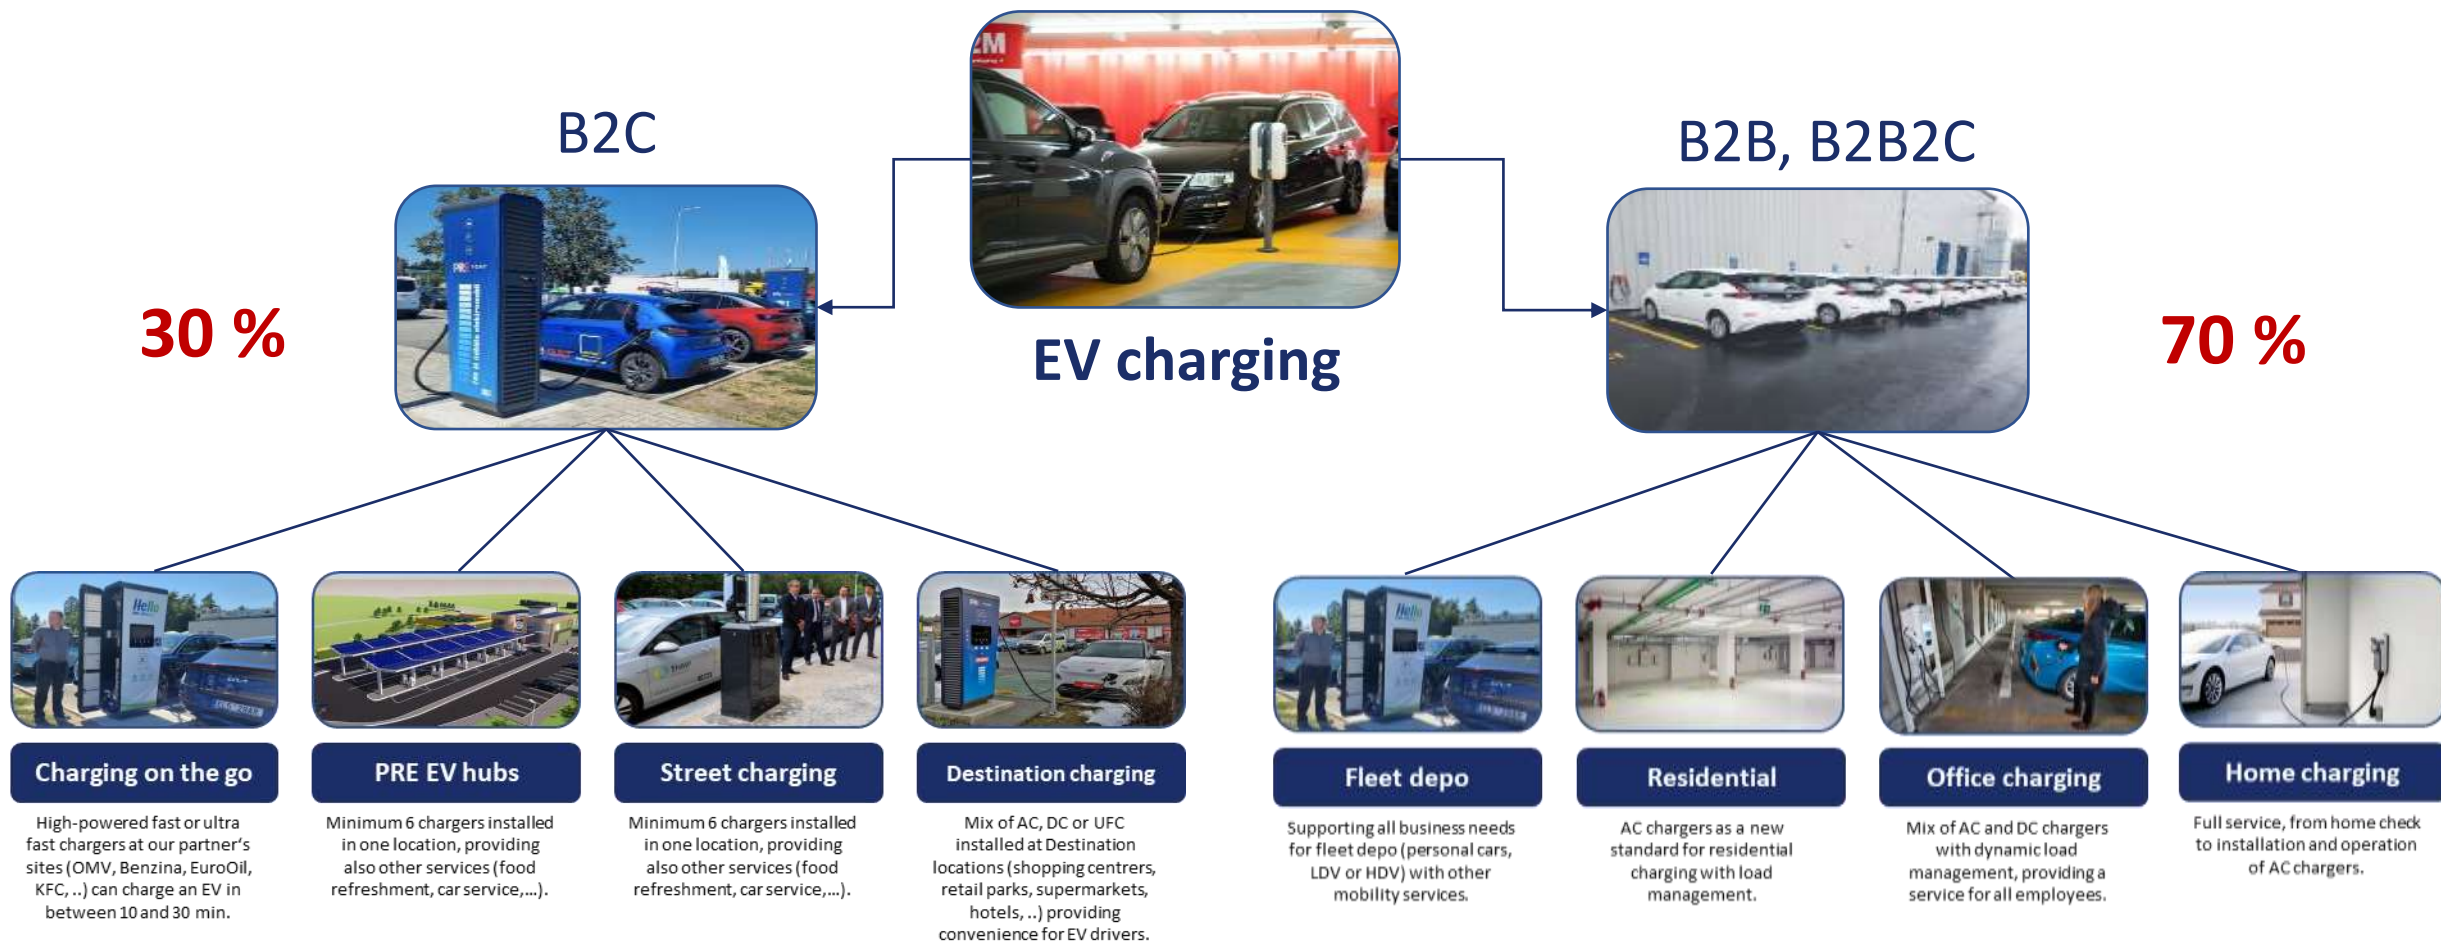 EV charging
B2C
30 %
B2B, B2B2C
70 %
2M
PRE
Hello
Charging on the go
High-powered fast or ultra
fast chargers at our partner's
sites (OMV, Benzina, EuroOil,
KFC, ..) can charge an EV in
between 10 and 30 min.
PRE EV hubs
Minimum 6 chargers installed
in one location, providing
also other services (food
refreshment, car service,...).
Street charging
Minimum 6 chargers installed
in one location, providing
also other services (food
refreshment, car service,...).
Destination charging
Mix of AC, DC or UFC
installed at Destination
locations (shopping centrers,
retail parks, supermarkets,
hotels, ..) providing
convenience for EV drivers.
Hello
Fleet depo
Supporting all business needs
for fleet depo (personal cars,
LDV or HDV) with other
mobility services.
Residential
AC chargers as a new
standard for residential
charging with load
management.
Office charging
Mix of AC and DC chargers
with dynamic load
management, providing a
service for all employees.
Home charging
Full service, from home check
to installation and operation
of AC chargers.